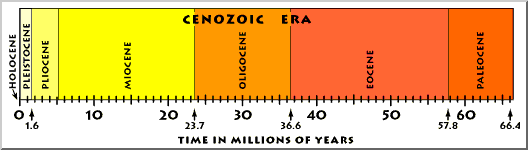 CENOZOIC ERA
HOLOCENE
PLEISTOCENE
PLIOCENE
MIOCENE
OLIGOCENE
EOCENE
PALEOCENE
0 10 20 30 40 50 60
1.6 23.7 36.6 57.8 66.4
TIME IN MILLIONS OF YEARS